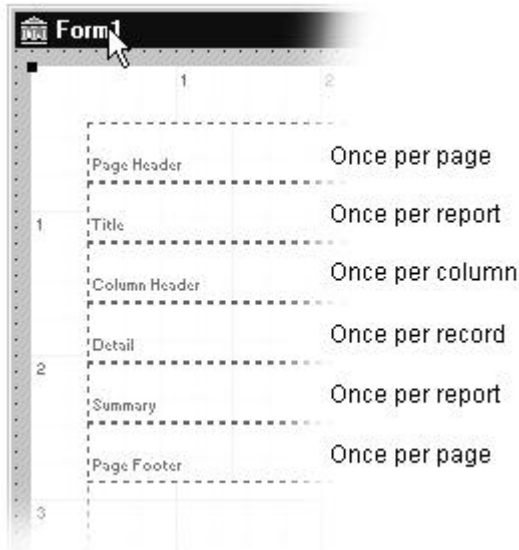 Form1
1 2
Page Header Once per page
1 Title Once per report
Column Header Once per column
Detail Once per record
2
Summary Once per report
Page Footer Once per page
3